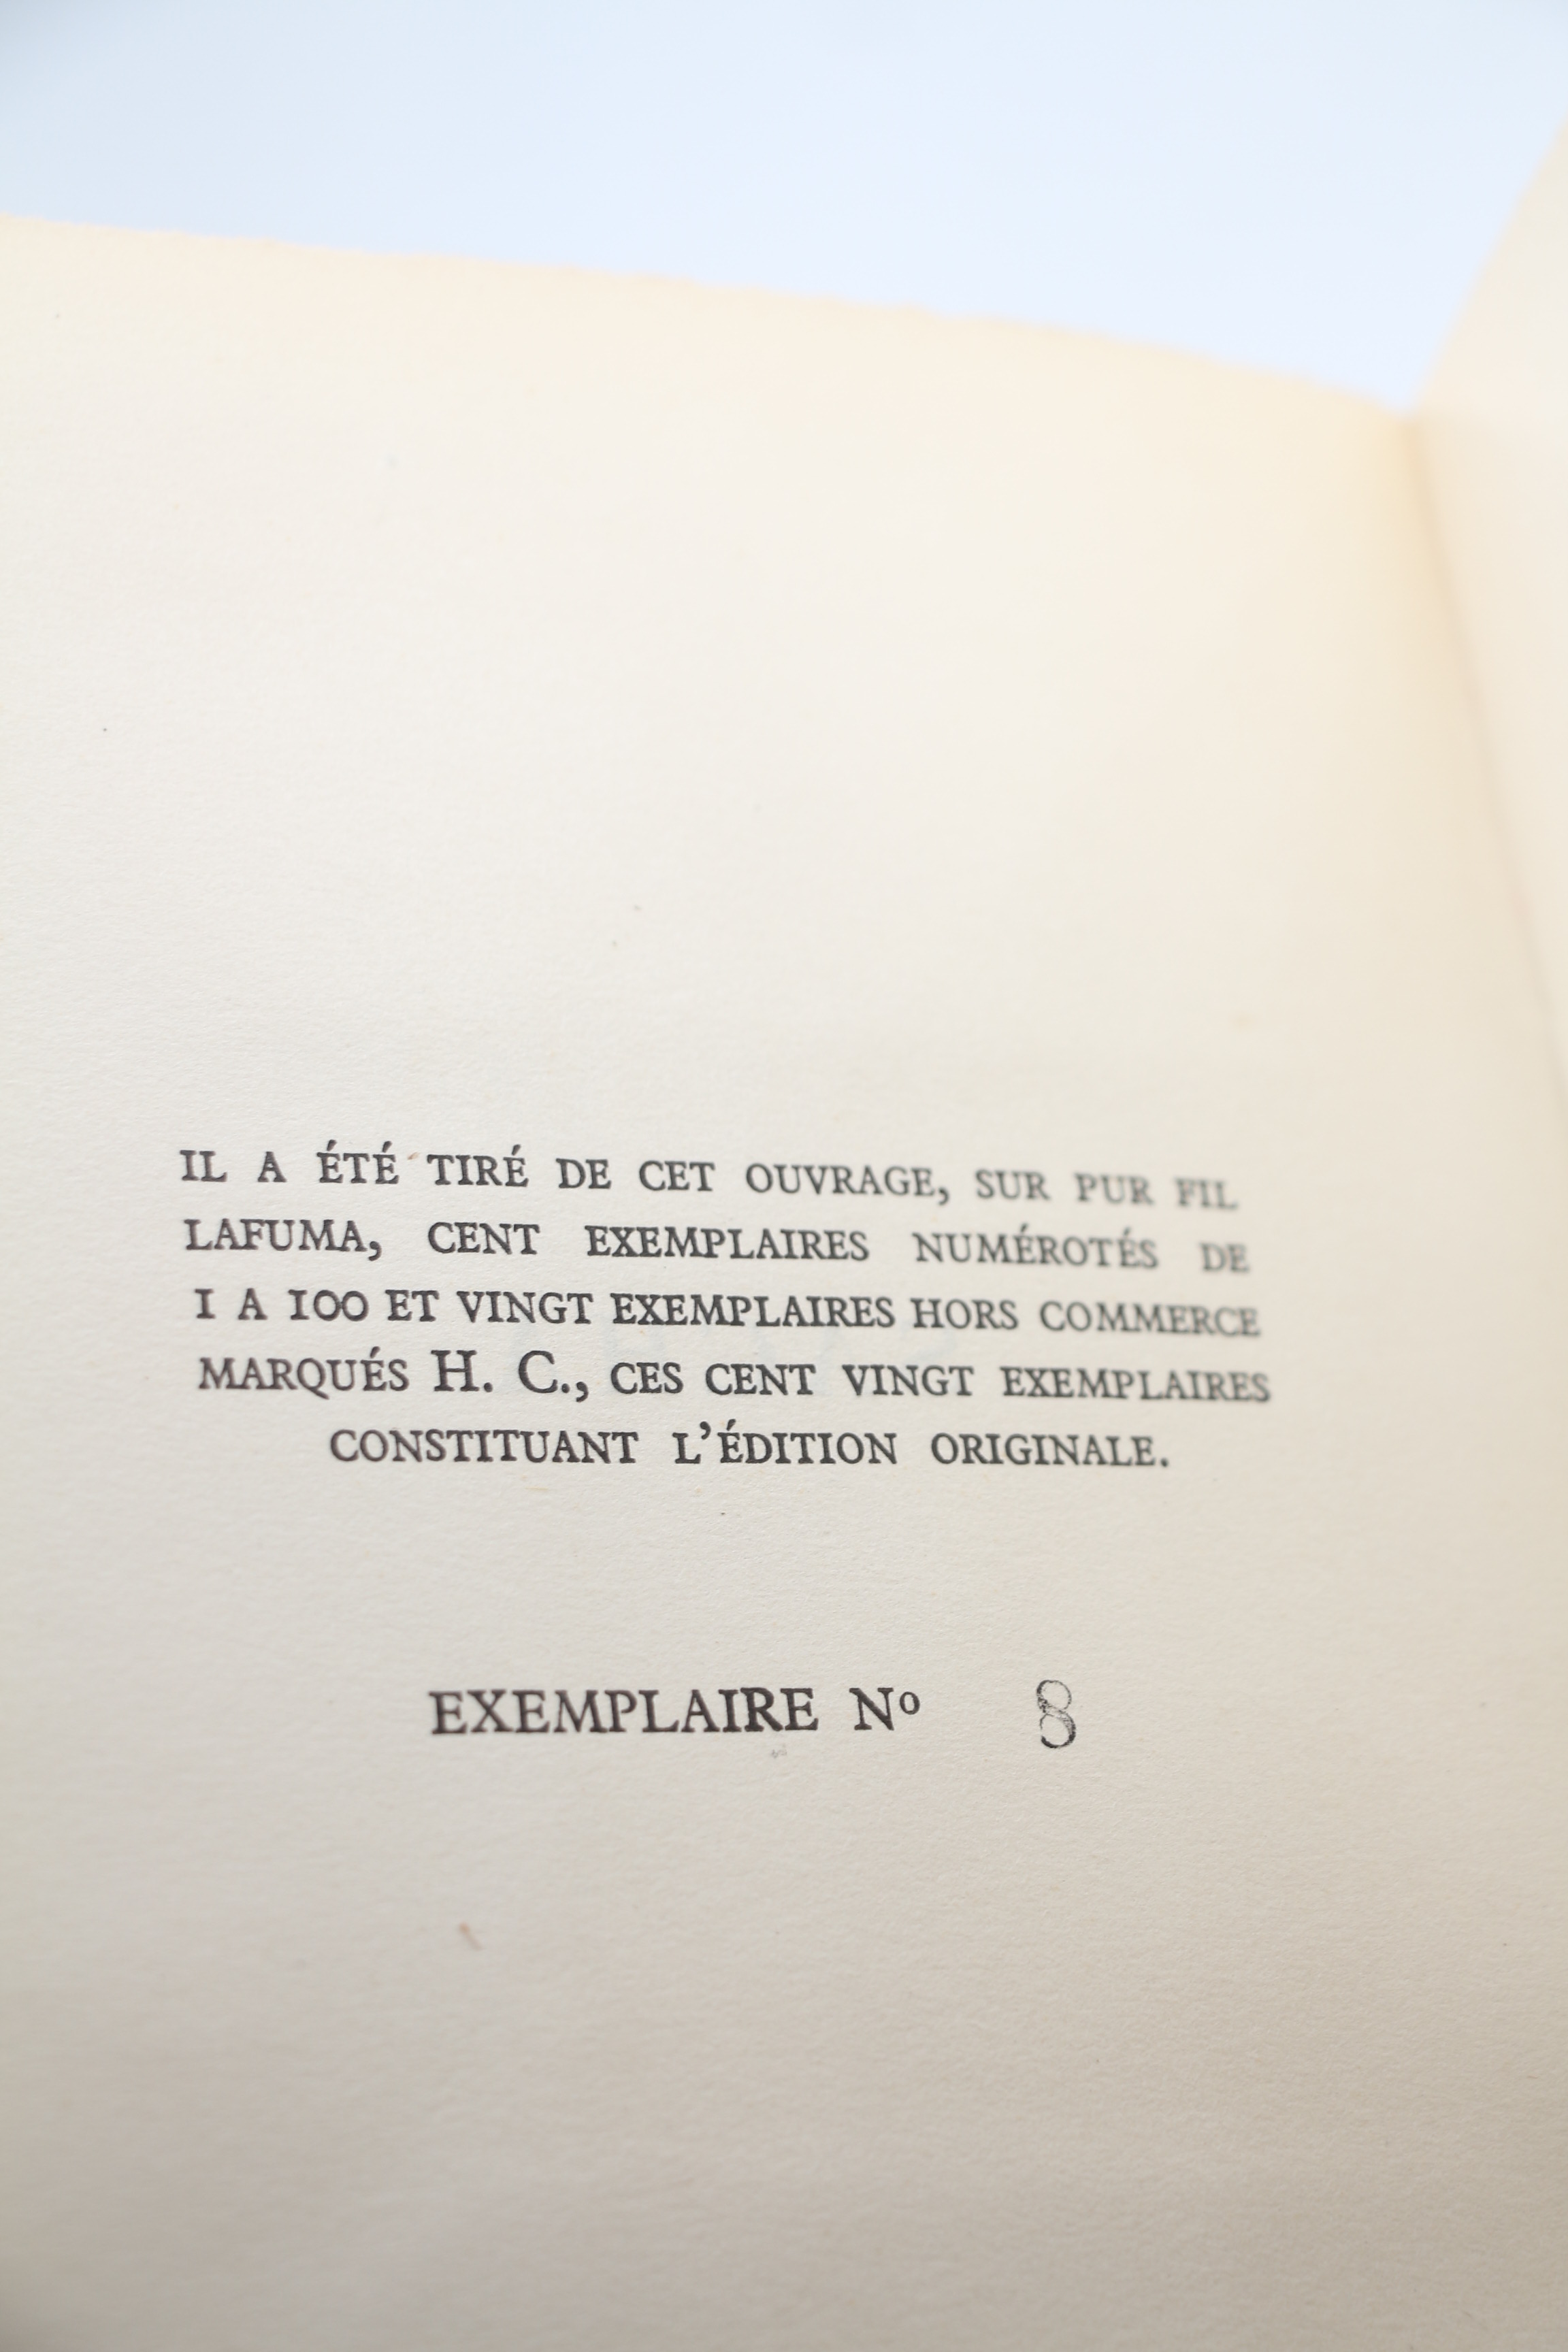 IL A ÉTÉ TIRÉ DE CET OUVRAGE, SUR PUR FIL
LAFUMA, CENT EXEMPLAIRES NUMÉROTÉS DE
1 A 100 ET VINGT EXEMPLAIRES HORS COMMERCE
MARQUÉS H. C., CES CENT VINGT EXEMPLAIRES
CONSTITUANT L'ÉDITION ORIGINALE.
EXEMPLAIRE Nº 8